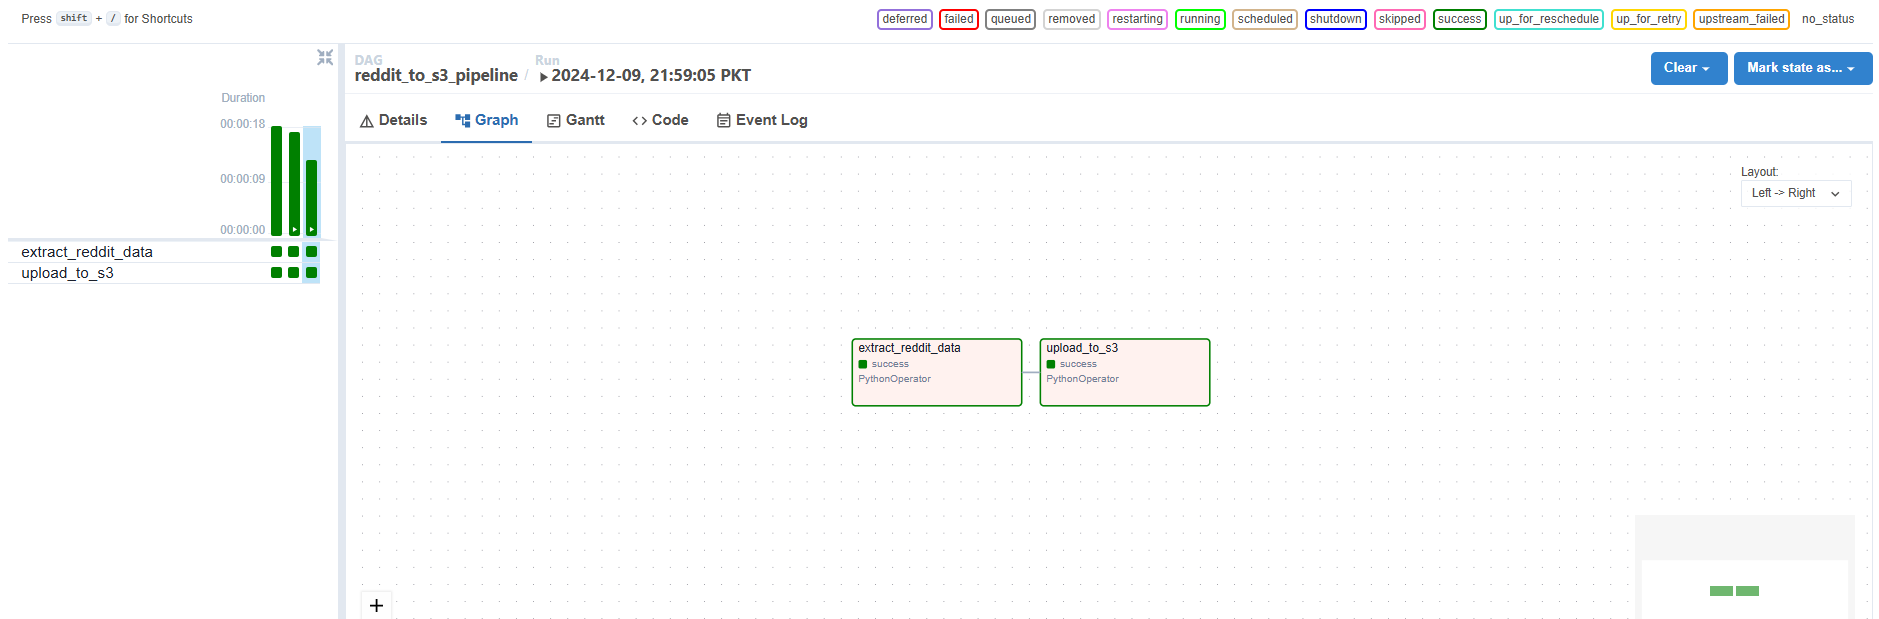 Press shift + / for Shortcuts
deferred failed queued removed restarting running scheduled shutdown skipped success up_for_reschedule up_for_retry upstream_failed no_status
DAG
reddit_to_s3_pipeline /
Run
2024-12-09, 21:59:05 PKT
Clear
Mark state as...
Details
Graph
Gantt
Code
Event Log
Duration
00:00:18
00:00:09
00:00:00
extract_reddit_data
upload_to_s3
Layout:
Left -> Right
extract_reddit_data
success
PythonOperator
upload_to_s3
success
PythonOperator
+